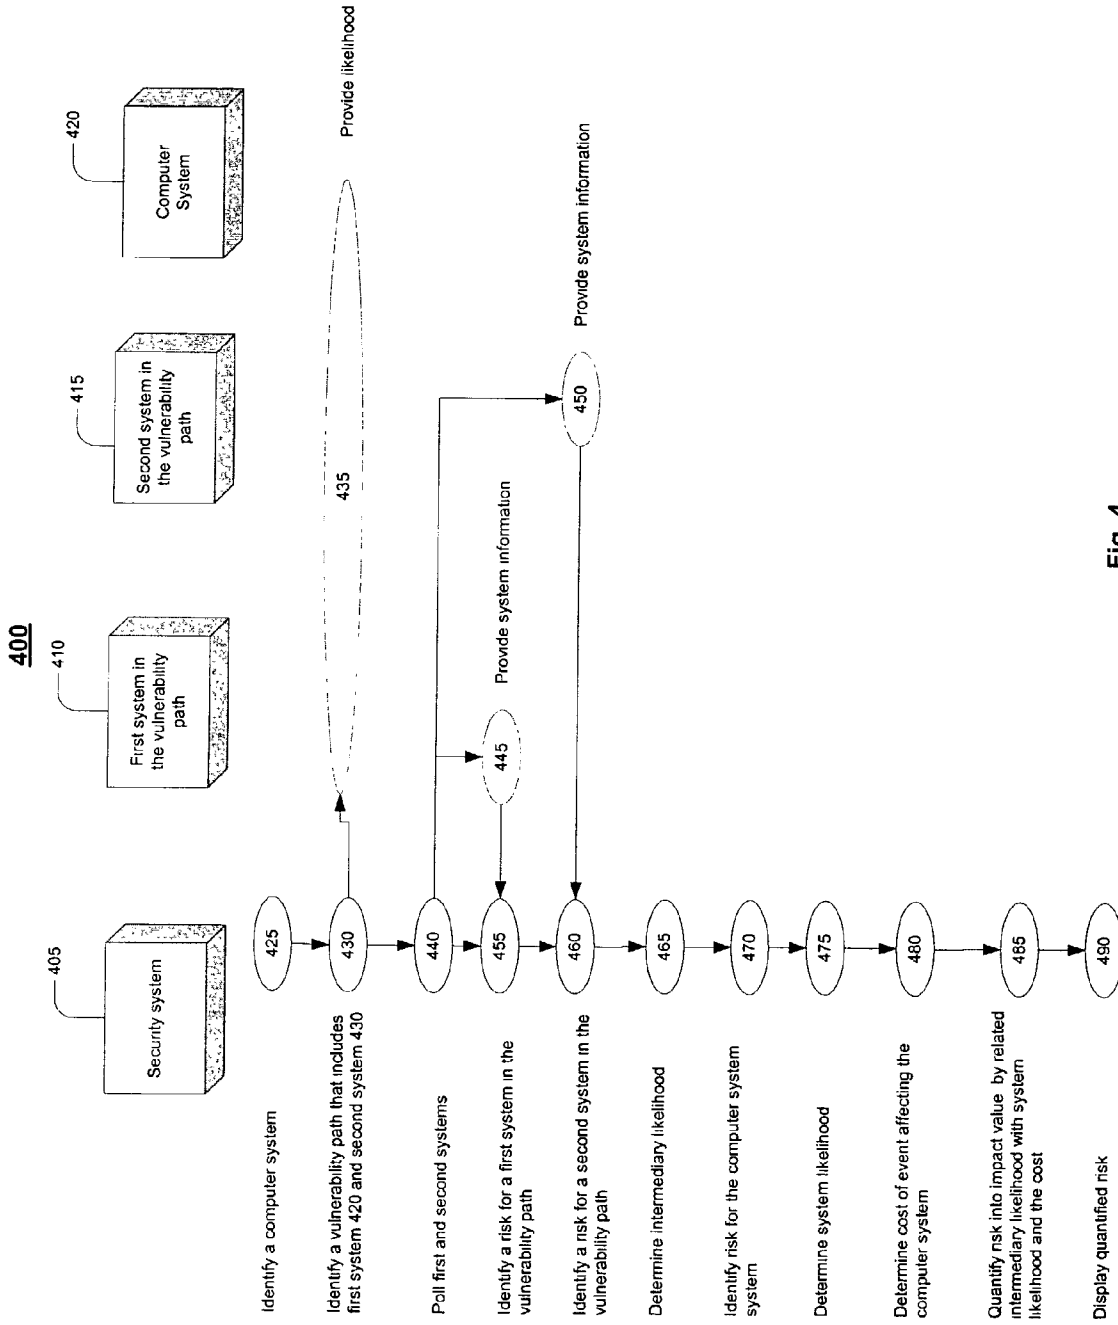 400
405
410
415
420
Security system
First system in
the vulnerability
path
Second system in
the vulnerability
path
Computer
System
Identify a computer system
425
Identify a vulnerability path that includes
first system 420 and second system 430
430
435
Provide likelihood
Poll first and second systems
440
Identify a risk for a first system in the
vulnerability path
455
445
Provide system information
Identify a risk for a second system in the
vulnerability path
460
450
Provide system information
Determine intermediary likelihood
465
Identify risk for the computer system
system
470
Determine system likelihood
475
Determine cost of event affecting the
computer system
480
Quantify risk into impact value by related
intermediary likelihood with system
likelihood and the cost
485
Display quantified risk
490
Fig. 4